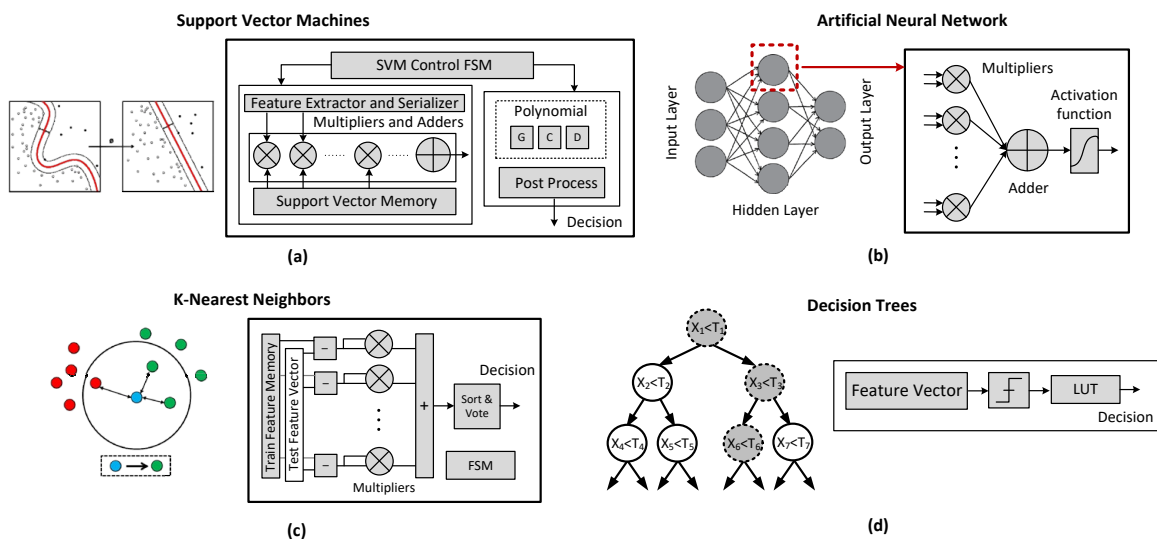 Support Vector Machines
SVM Control FSM
Feature Extractor and Serializer
Multipliers and Adders
Support Vector Memory
Polynomial
G C D
Post Process
Decision
(a)
Artificial Neural Network
Input Layer
Hidden Layer
Output Layer
Multipliers
Activation
function
Adder
(b)
K-Nearest Neighbors
Train Feature Memory
Test Feature Vector
−
−
−
Multipliers
+
Decision
Sort &
Vote
FSM
(c)
Decision Trees
X₁<T₁
X₂<T₂ X₃<T₃
X₄<T₄ X₅<T₅ X₆<T₆ X₇<T₇
Feature Vector
LUT
Decision
(d)